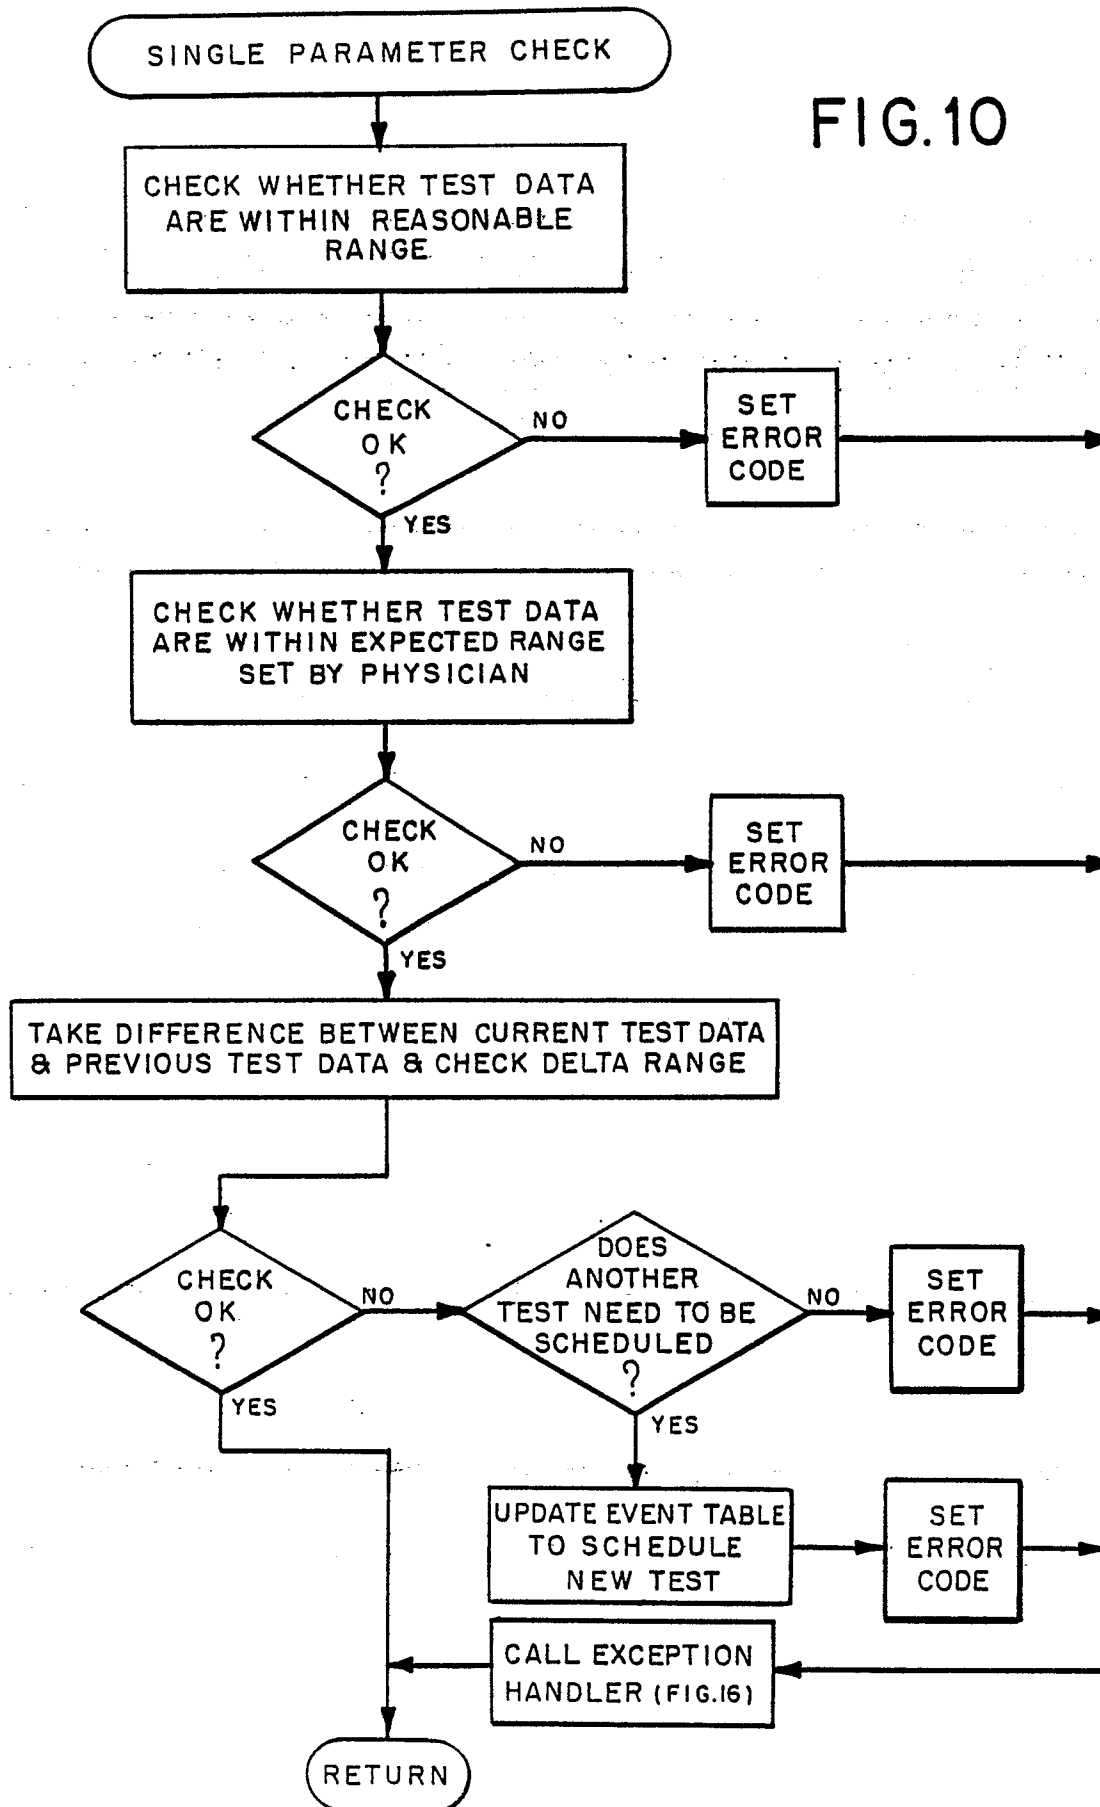 SINGLE PARAMETER CHECK
FIG.10
CHECK WHETHER TEST DATA
ARE WITHIN REASONABLE
RANGE
CHECK
OK
?
NO
SET
ERROR
CODE
YES
CHECK WHETHER TEST DATA
ARE WITHIN EXPECTED RANGE
SET BY PHYSICIAN
CHECK
OK
?
NO
SET
ERROR
CODE
YES
TAKE DIFFERENCE BETWEEN CURRENT TEST DATA
& PREVIOUS TEST DATA & CHECK DELTA RANGE
CHECK
OK
?
NO
YES
DOES
ANOTHER
TEST NEED TO BE
SCHEDULED
?
NO
SET
ERROR
CODE
YES
UPDATE EVENT TABLE
TO SCHEDULE
NEW TEST
SET
ERROR
CODE
CALL EXCEPTION
HANDLER (FIG.16)
RETURN